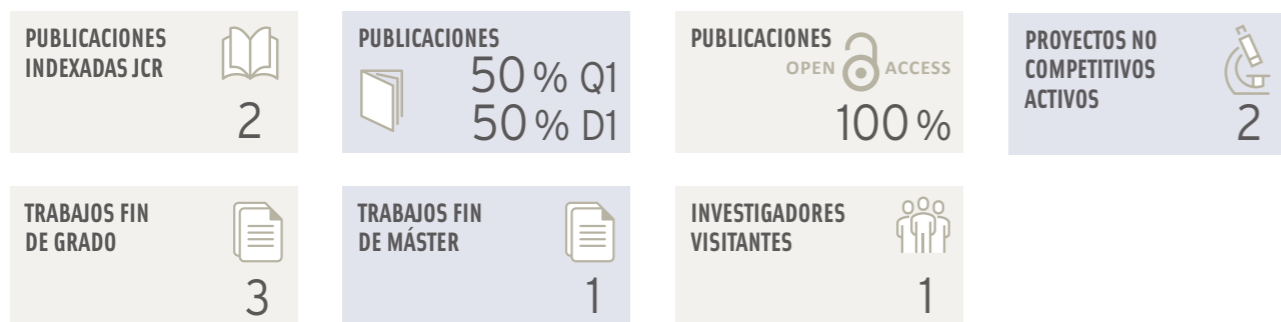 PUBLICACIONES
INDEXADAS JCR
2
PUBLICACIONES
50 % Q1
50 % D1
PUBLICACIONES
OPEN ACCESS
100 %
PROYECTOS NO
COMPETITIVOS
ACTIVOS
2
TRABAJOS FIN
DE GRADO
3
TRABAJOS FIN
DE MÁSTER
1
INVESTIGADORES
VISITANTES
1